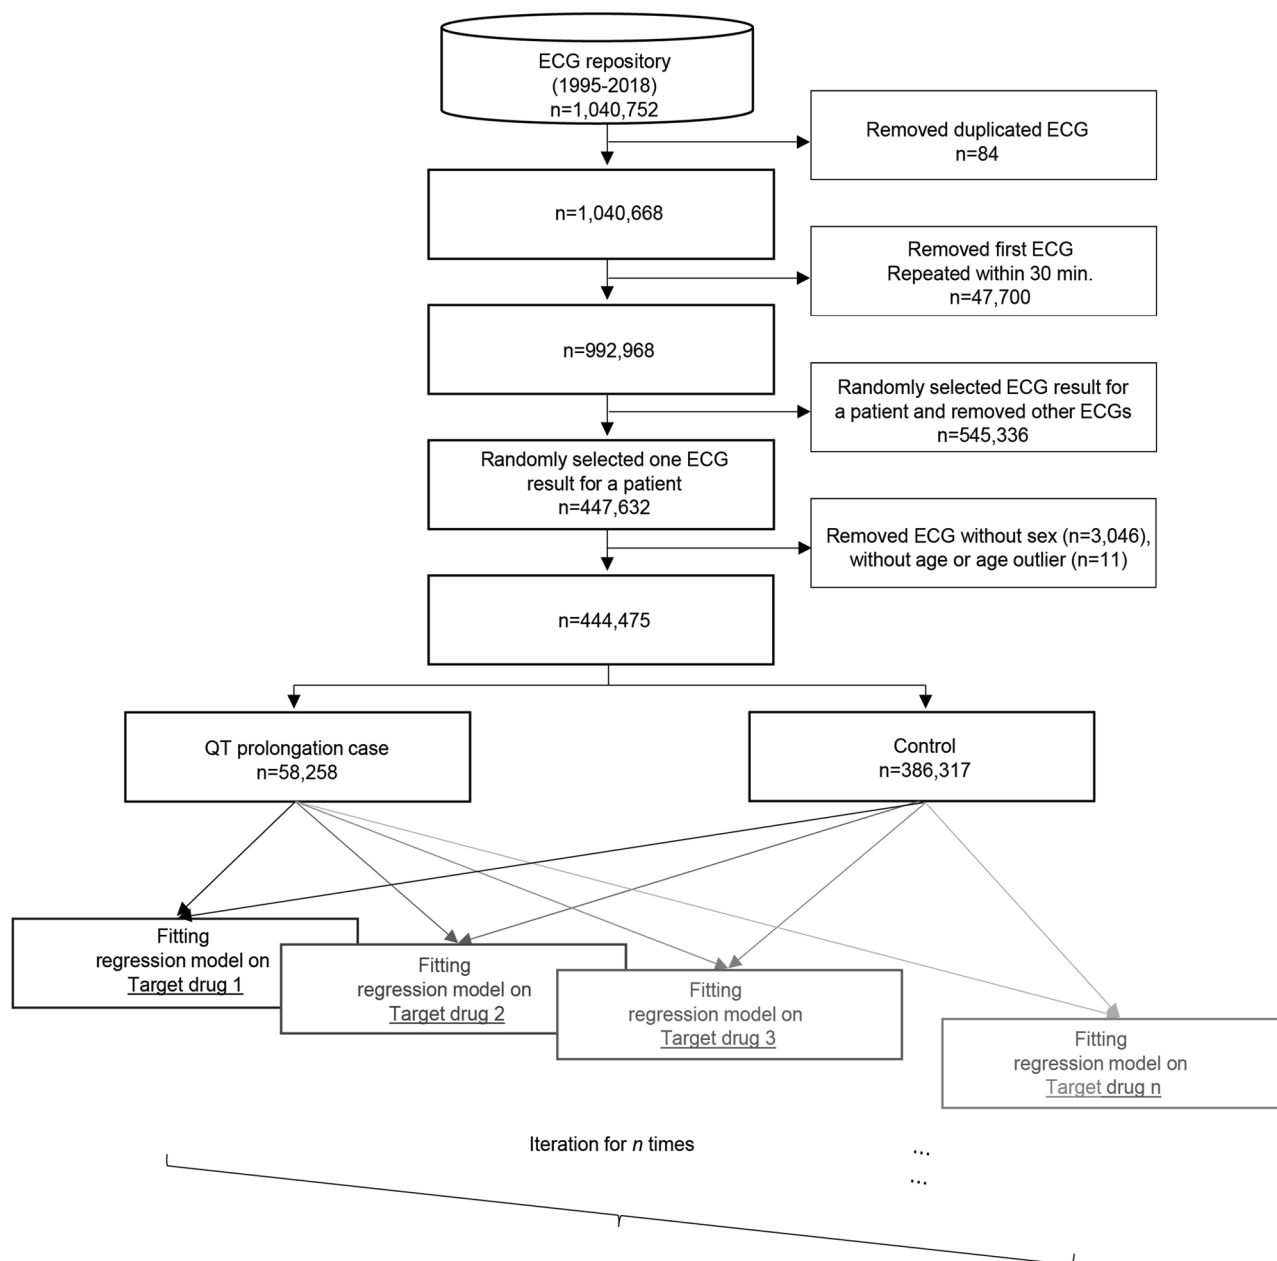 ECG repository
(1995-2018)
n=1,040,752
Removed duplicated ECG
n=84
n=1,040,668
Removed first ECG
Repeated within 30 min.
n=47,700
n=992,968
Randomly selected ECG result for
a patient and removed other ECGs
n=545,336
Randomly selected one ECG
result for a patient
n=447,632
Removed ECG without sex (n=3,046),
without age or age outlier (n=11)
n=444,475
QT prolongation case
n=58,258
Control
n=386,317
Fitting
regression model on
Target drug 1
Fitting
regression model on
Target drug 2
Fitting
regression model on
Target drug 3
Fitting
regression model on
Target drug n
Iteration for n times
...
...